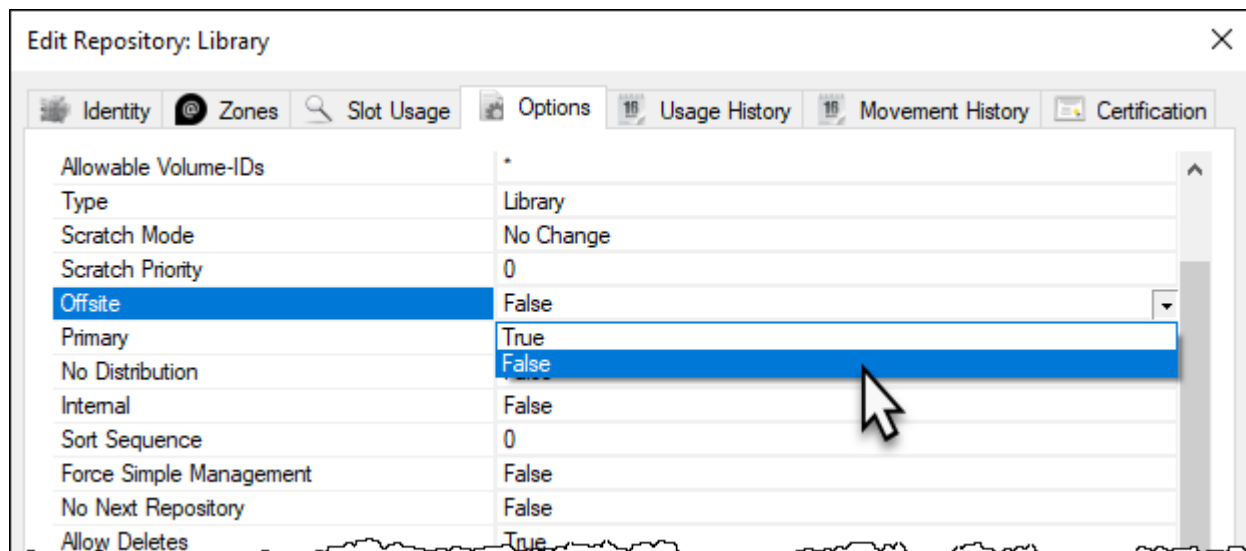 Edit Repository: Library
Identity Zones Slot Usage Options Usage History Movement History Certification
Allowable Volume-IDs *
Type Library
Scratch Mode No Change
Scratch Priority 0
Offsite False
Primary True
False
No Distribution
Internal False
Sort Sequence 0
Force Simple Management False
No Next Repository False
Allow Deletes True